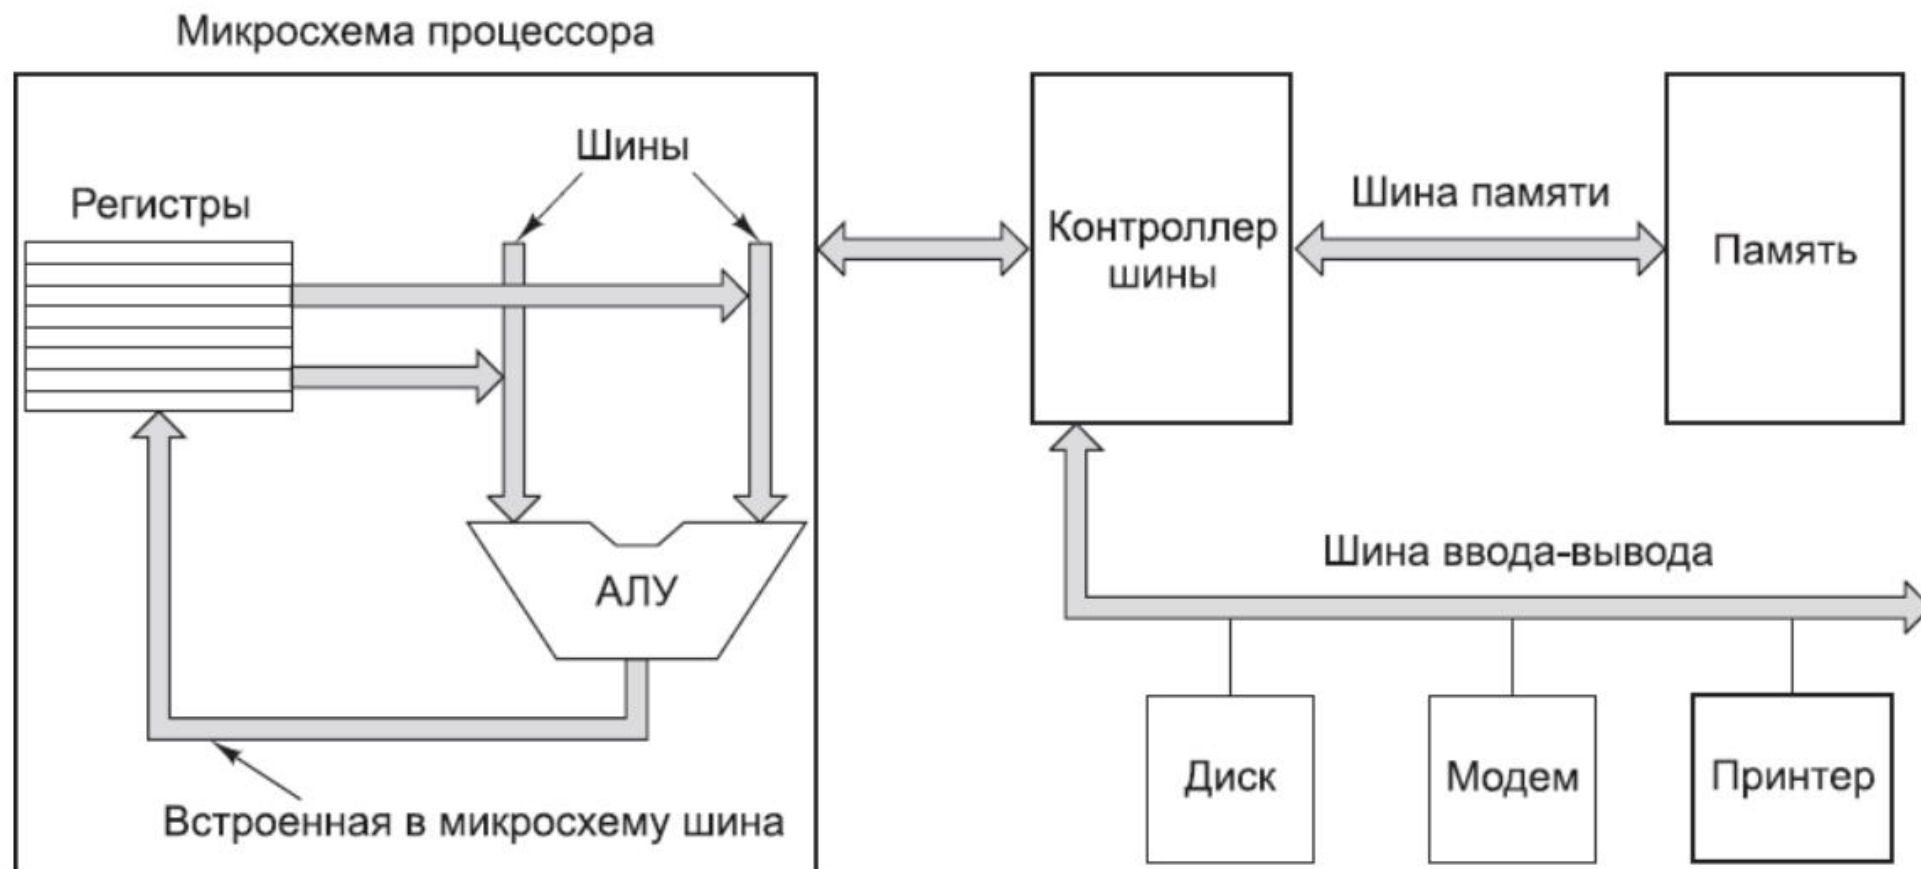 Микросхема процессора
Шины
Регистры
Контроллер
шины
Шина памяти
Память
АЛУ
Шина ввода-вывода
Диск
Модем
Принтер
Встроенная в микросхему шина